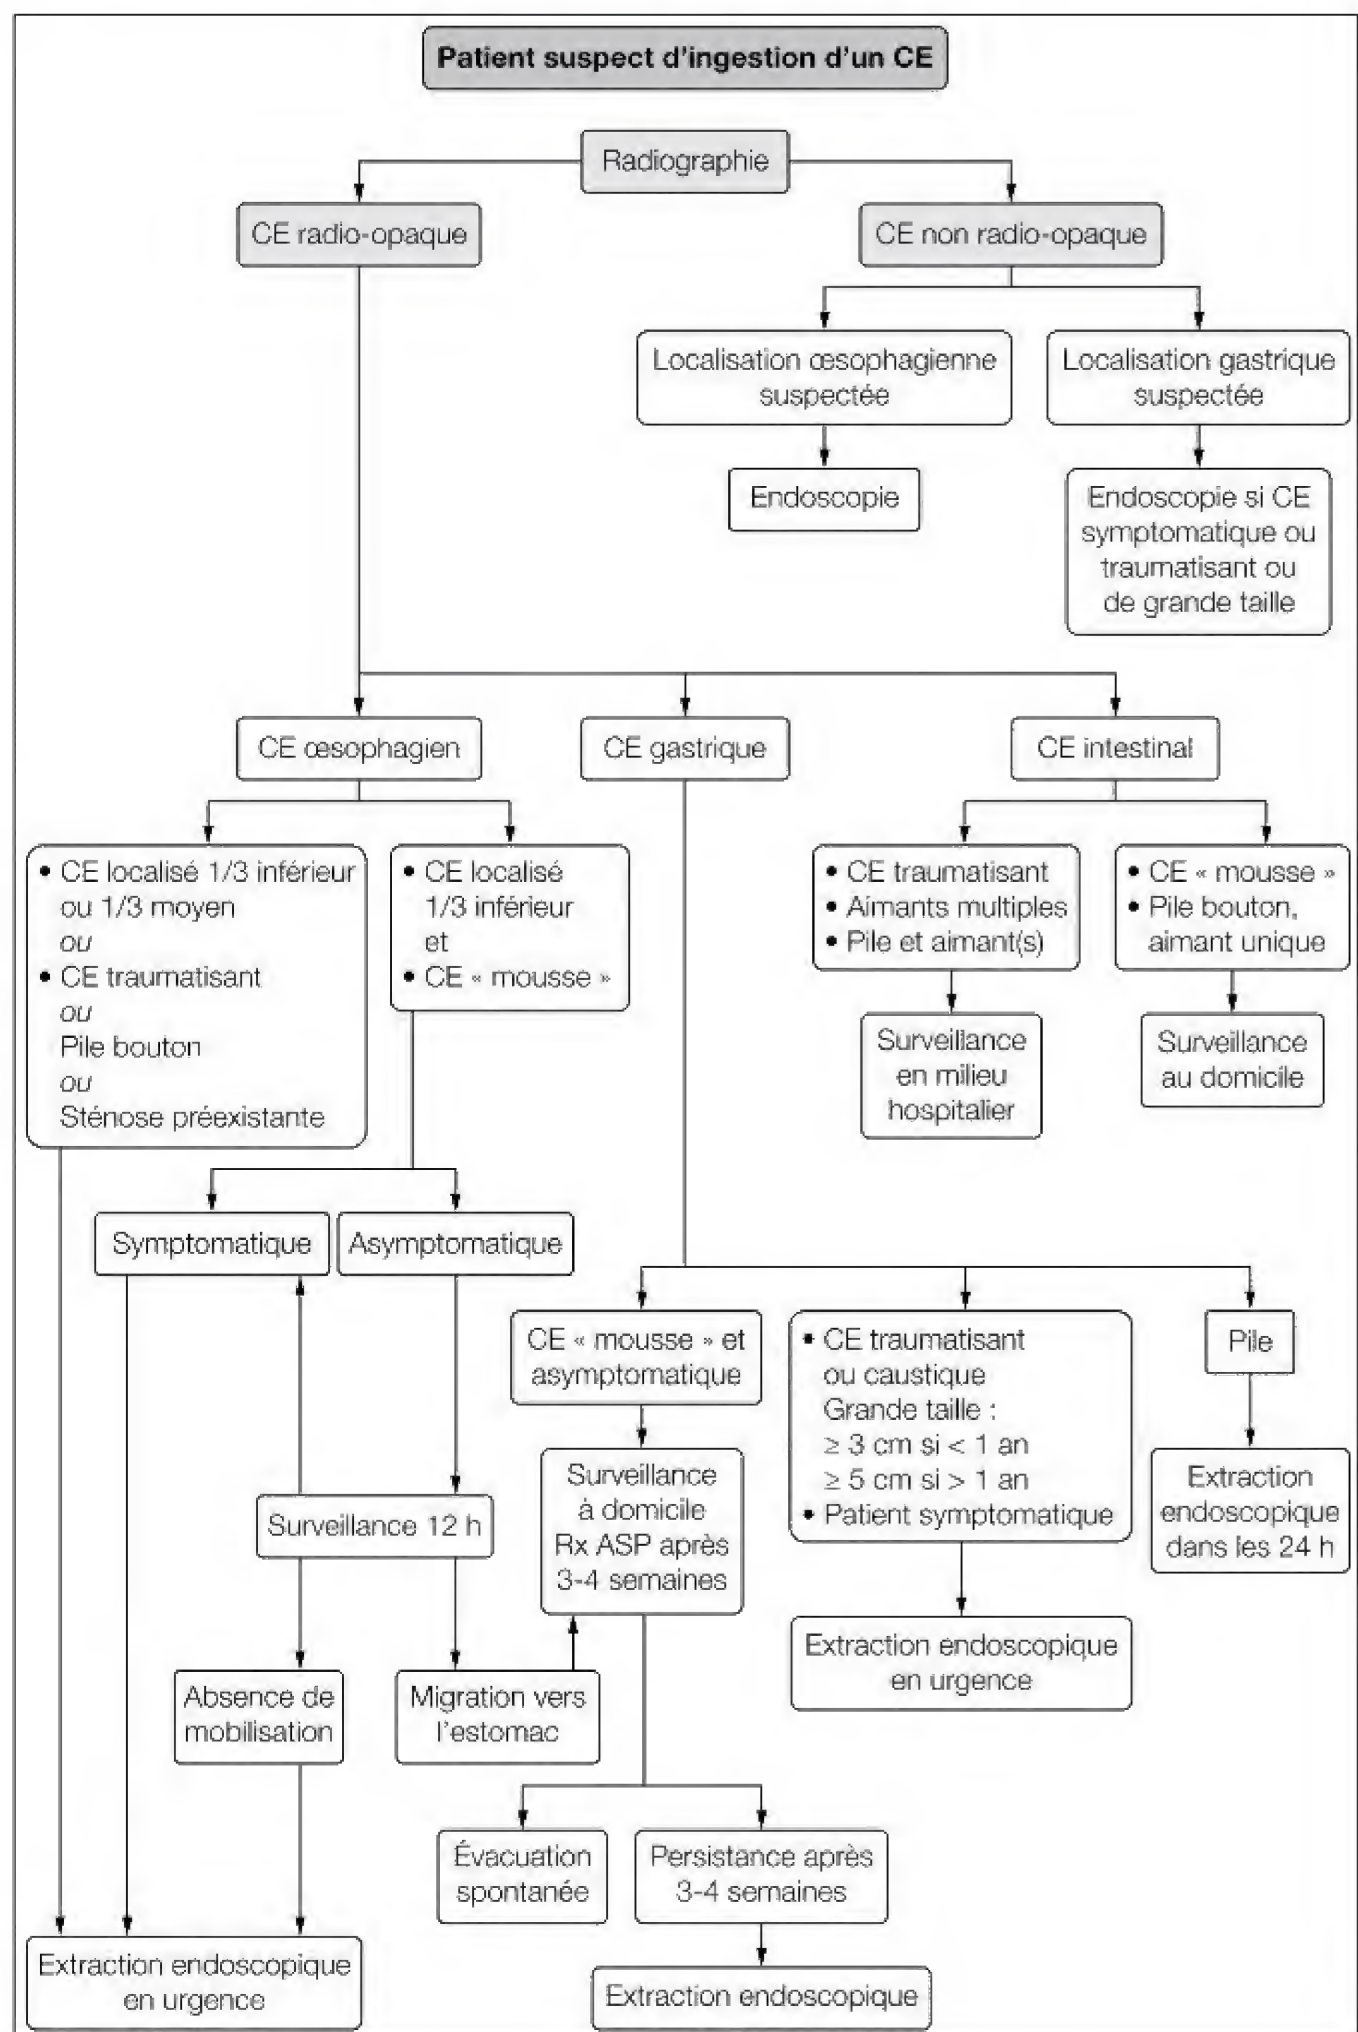 Patient suspect d'ingestion d'un CE
Radiographie
CE radio-opaque
CE non radio-opaque
Localisation œsophagienne
suspectée
Localisation gastrique
suspectée
Endoscopie
Endoscopie si CE
symptomatique ou
traumatisant ou
de grande taille
CE œsophagien
CE gastrique
CE intestinal
• CE localisé 1/3 inférieur
ou 1/3 moyen
ou
• CE traumatisant
ou
Pile bouton
ou
Sténose préexistante
• CE localisé
1/3 inférieur
et
• CE « mousse »
• CE traumatisant
• Aimants multiples
• Pile et aimant(s)
• CE « mousse »
• Pile bouton,
aimant unique
Surveillance
en milieu
hospitalier
Surveillance
au domicile
Symptomatique
Asymptomatique
CE « mousse » et
asymptomatique
• CE traumatisant
ou caustique
Grande taille :
≥ 3 cm si < 1 an
≥ 5 cm si > 1 an
• Patient symptomatique
Pile
Surveillance 12 h
Surveillance
à domicile
Rx ASP après
3-4 semaines
Extraction
endoscopique
dans les 24 h
Extraction endoscopique
en urgence
Absence de
mobilisation
Migration vers
l'estomac
Évacuation
spontanée
Persistance après
3-4 semaines
Extraction endoscopique
en urgence
Extraction endoscopique